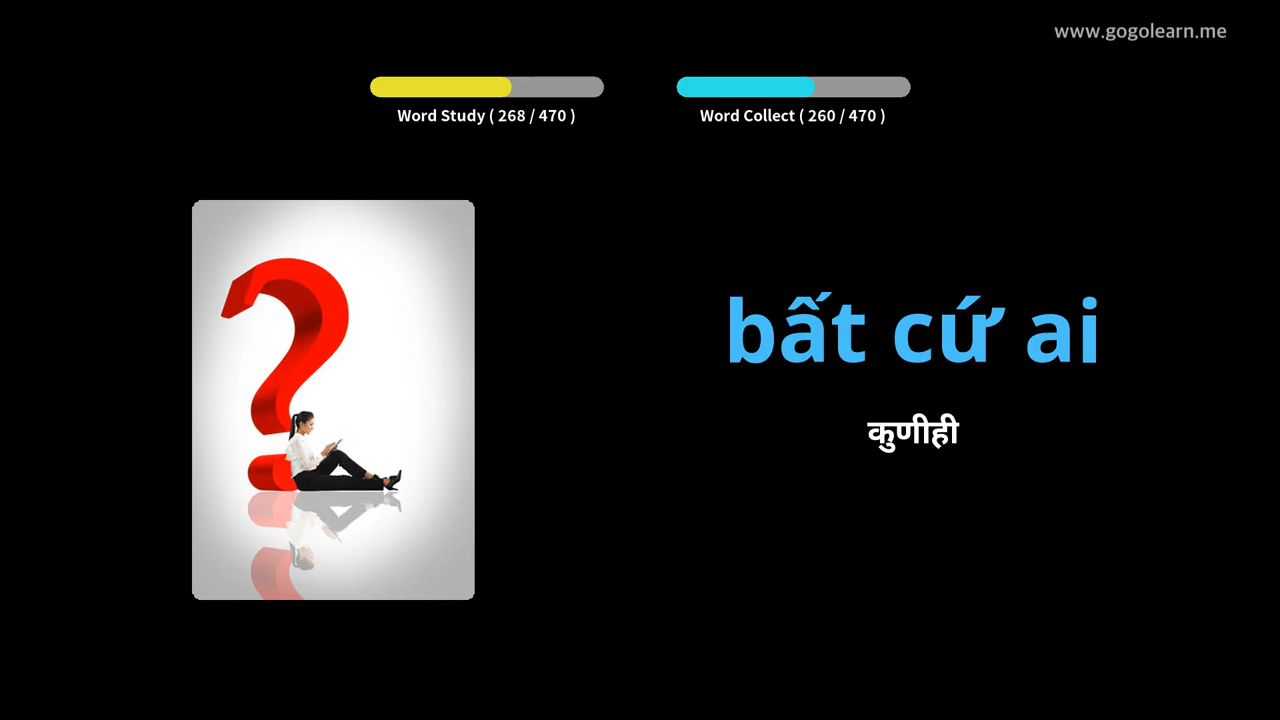 www.gogolearn.me
Word Study ( 268 / 470 )
Word Collect ( 260 / 470 )
bất cứ ai
कुणीही